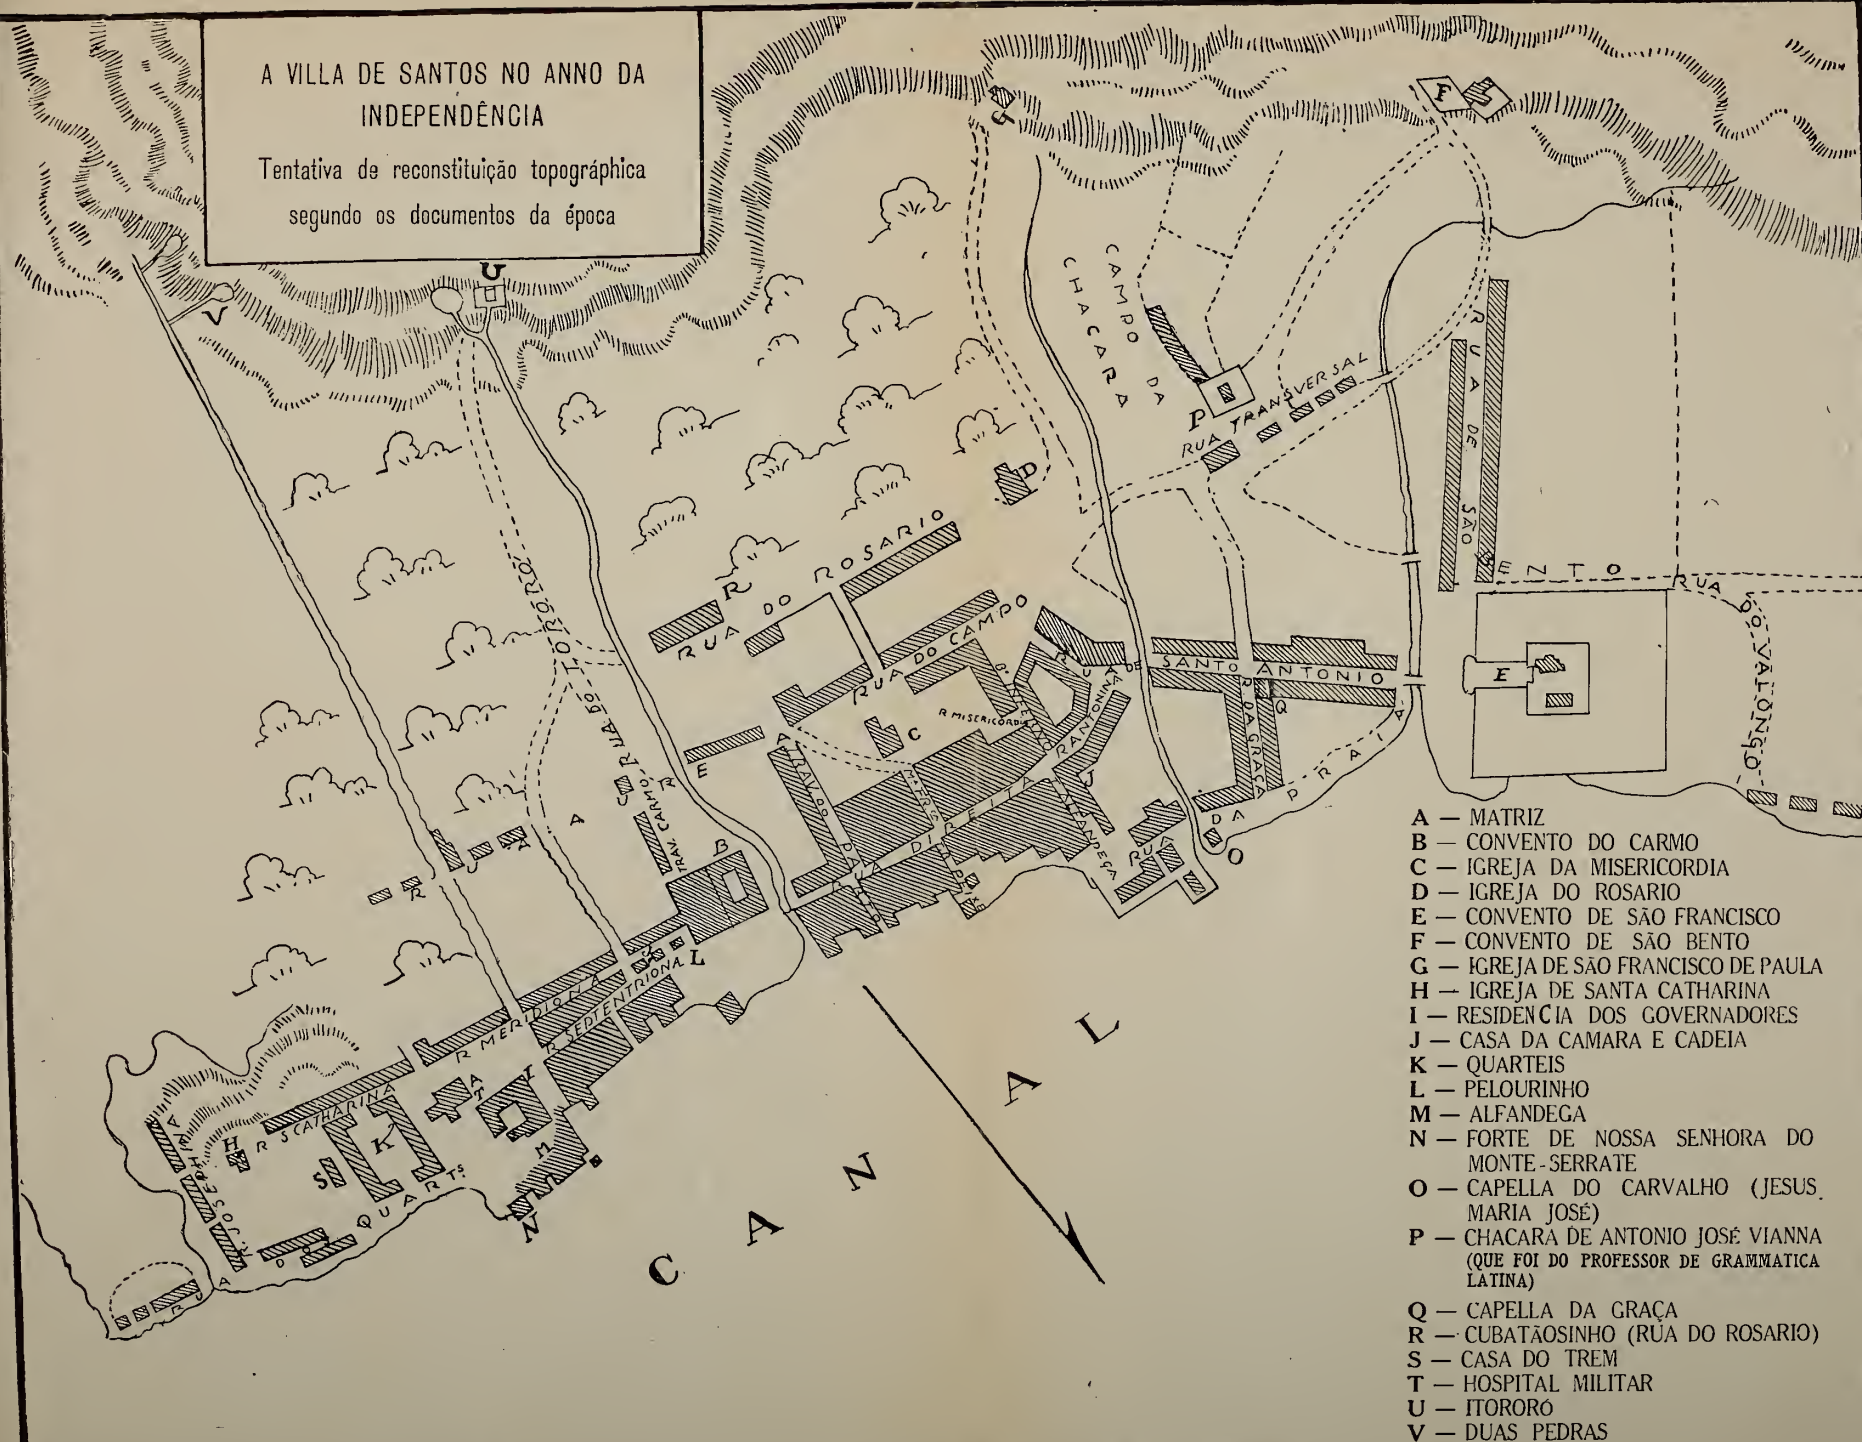 A VILLA DE SANTOS NO ANNO DA
INDEPENDÊNCIA
Tentativa de reconstituição topográphica
segundo os documentos da época
U
V
G
F
CAMPO DA
CHACARA
P
RUA TRANSVERSAL
RUA DE SÃO BENTO
RUA DO VALONGO
D
R
RUA DO ROSARIO
RUA DO CAMPO
RUA DO ITORORÓ
R MISERICORDIA
C
RUA DE SANTO ANTONIO
R ANTONINA
R DA GRAÇA
Q
E
PRAIA
DA
RUA
O
ALFANDEGA
J
DIREITA
TRAV. CARMO
B
L
J
R MERIDIONAL
R SEPTENTRIONAL
I
A
T
M
N
R S CATHARINA
K
H
S
R. JOSEPHINA
QUARTS.
CANAL
A — MATRIZ
B — CONVENTO DO CARMO
C — IGREJA DA MISERICORDIA
D — IGREJA DO ROSARIO
E — CONVENTO DE SÃO FRANCISCO
F — CONVENTO DE SÃO BENTO
G — IGREJA DE SÃO FRANCISCO DE PAULA
H — IGREJA DE SANTA CATHARINA
I — RESIDENCIA DOS GOVERNADORES
J — CASA DA CAMARA E CADEIA
K — QUARTEIS
L — PELOURINHO
M — ALFANDEGA
N — FORTE DE NOSSA SENHORA DO
MONTE-SERRATE
O — CAPELLA DO CARVALHO (JESUS,
MARIA JOSÉ)
P — CHACARA DE ANTONIO JOSÉ VIANNA
(QUE FOI DO PROFESSOR DE GRAMMATICA
LATINA)
Q — CAPELLA DA GRAÇA
R — CUBATÃOSINHO (RUA DO ROSARIO)
S — CASA DO TREM
T — HOSPITAL MILITAR
U — ITORORÓ
V — DUAS PEDRAS